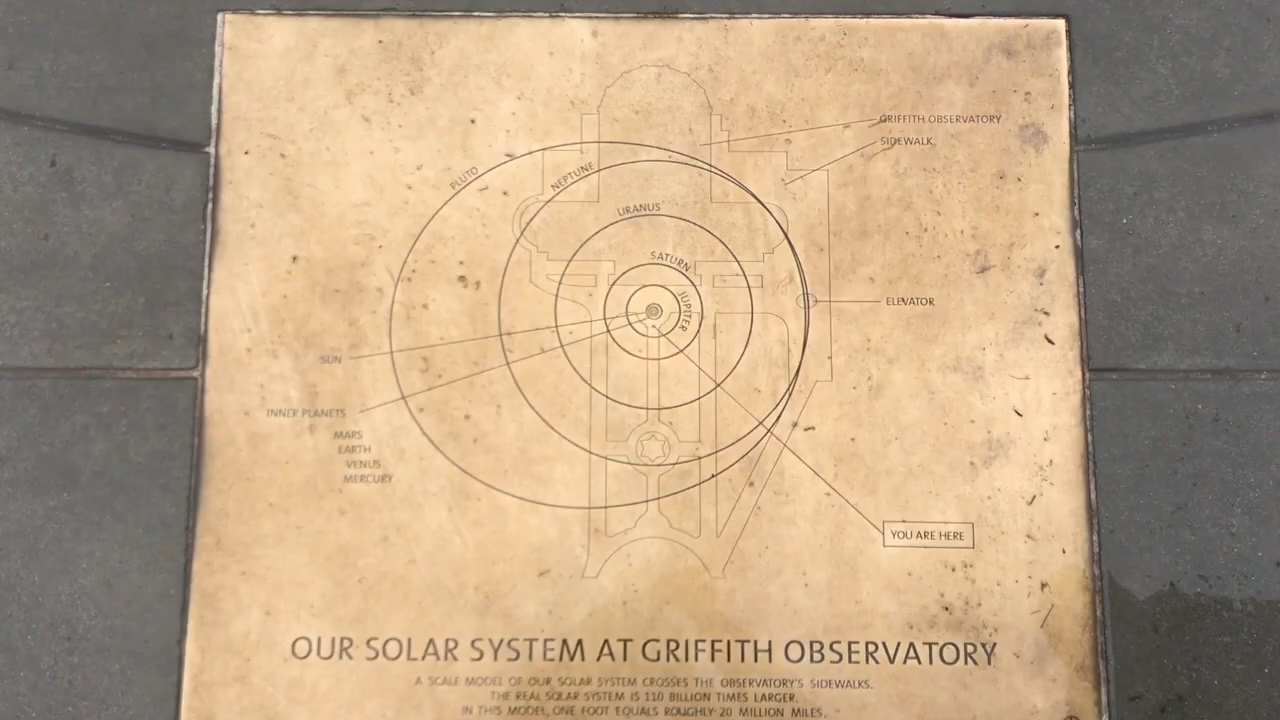 GRIFFITH OBSERVATORY
SIDEWALK
PLUTO
NEPTUNE
URANUS
SATURN
JUPITER
ELEVATOR
SUN
INNER PLANETS
MARS
EARTH
VENUS
MERCURY
YOU ARE HERE
OUR SOLAR SYSTEM AT GRIFFITH OBSERVATORY
A SCALE MODEL OF OUR SOLAR SYSTEM CROSSES THE OBSERVATORY'S SIDEWALKS.
THE REAL SOLAR SYSTEM IS 110 BILLION TIMES LARGER.
IN THIS MODEL, ONE FOOT EQUALS ROUGHLY 20 MILLION MILES.